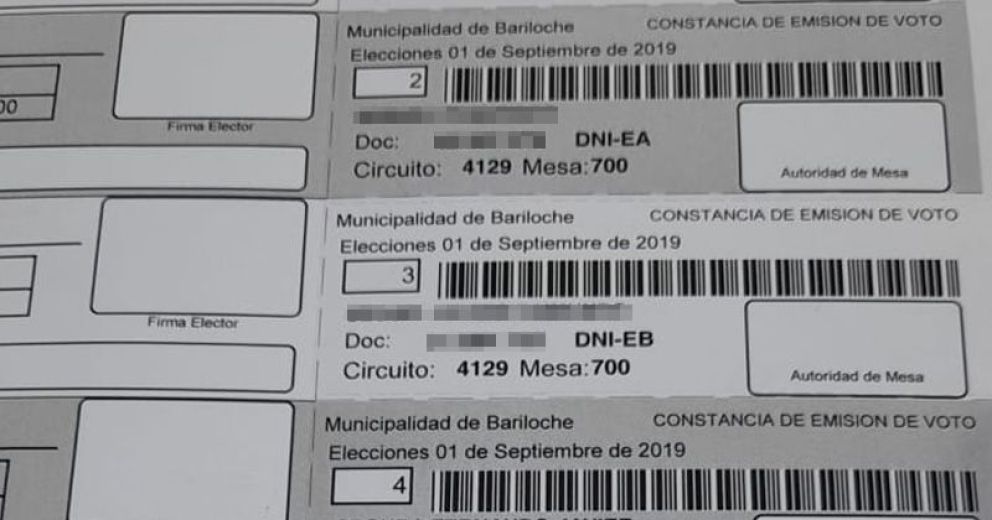 00
Firma Elector
Municipalidad de Bariloche CONSTANCIA DE EMISION DE VOTO
Elecciones 01 de Septiembre de 2019
2
Doc: DNI-EA
Circuito: 4129 Mesa:700
Autoridad de Mesa
Firma Elector
Municipalidad de Bariloche CONSTANCIA DE EMISION DE VOTO
Elecciones 01 de Septiembre de 2019
3
Doc: DNI-EB
Circuito: 4129 Mesa:700
Autoridad de Mesa
Municipalidad de Bariloche CONSTANCIA DE EMISION DE VOTO
Elecciones 01 de Septiembre de 2019
4